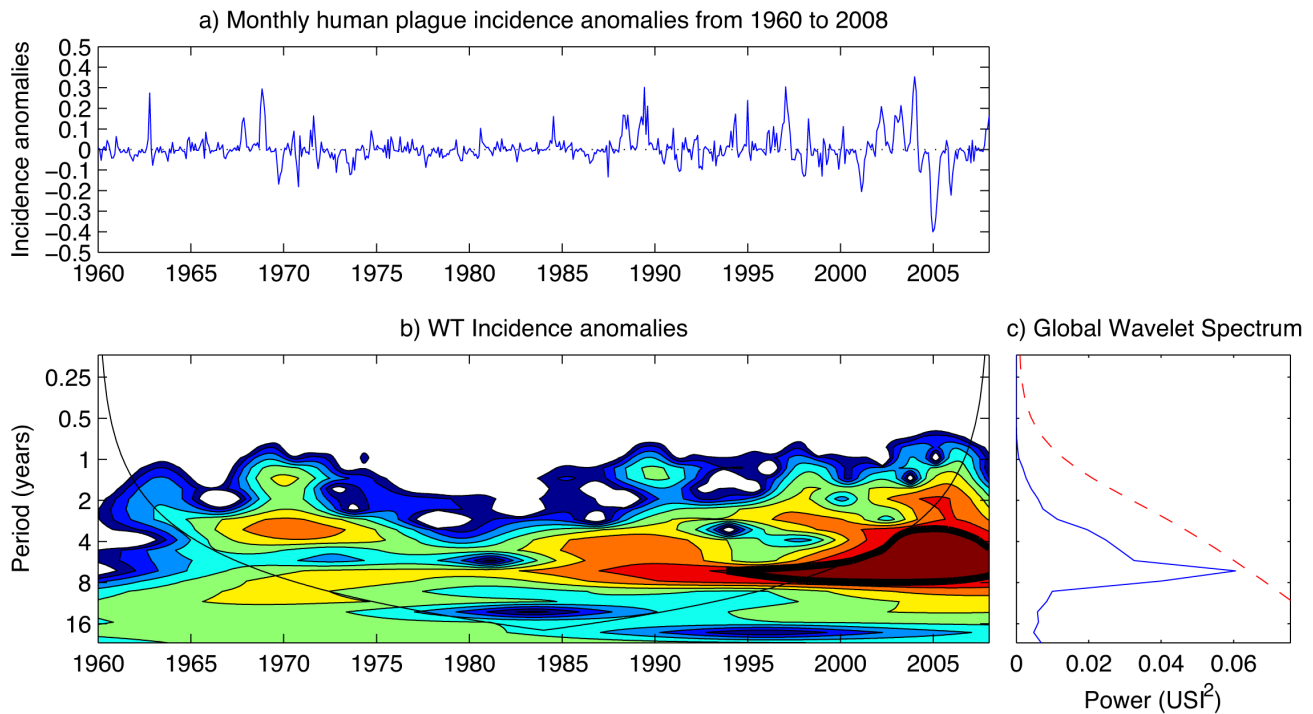 a) Monthly human plague incidence anomalies from 1960 to 2008
Incidence anomalies
0.5
0.4
0.3
0.2
0.1
0
−0.1
−0.2
−0.3
−0.4
−0.5
1960 1965 1970 1975 1980 1985 1990 1995 2000 2005
b) WT Incidence anomalies
Period (years)
0.25
0.5
1
2
4
8
16
1960 1965 1970 1975 1980 1985 1990 1995 2000 2005
c) Global Wavelet Spectrum
0 0.02 0.04 0.06
Power (USI²)